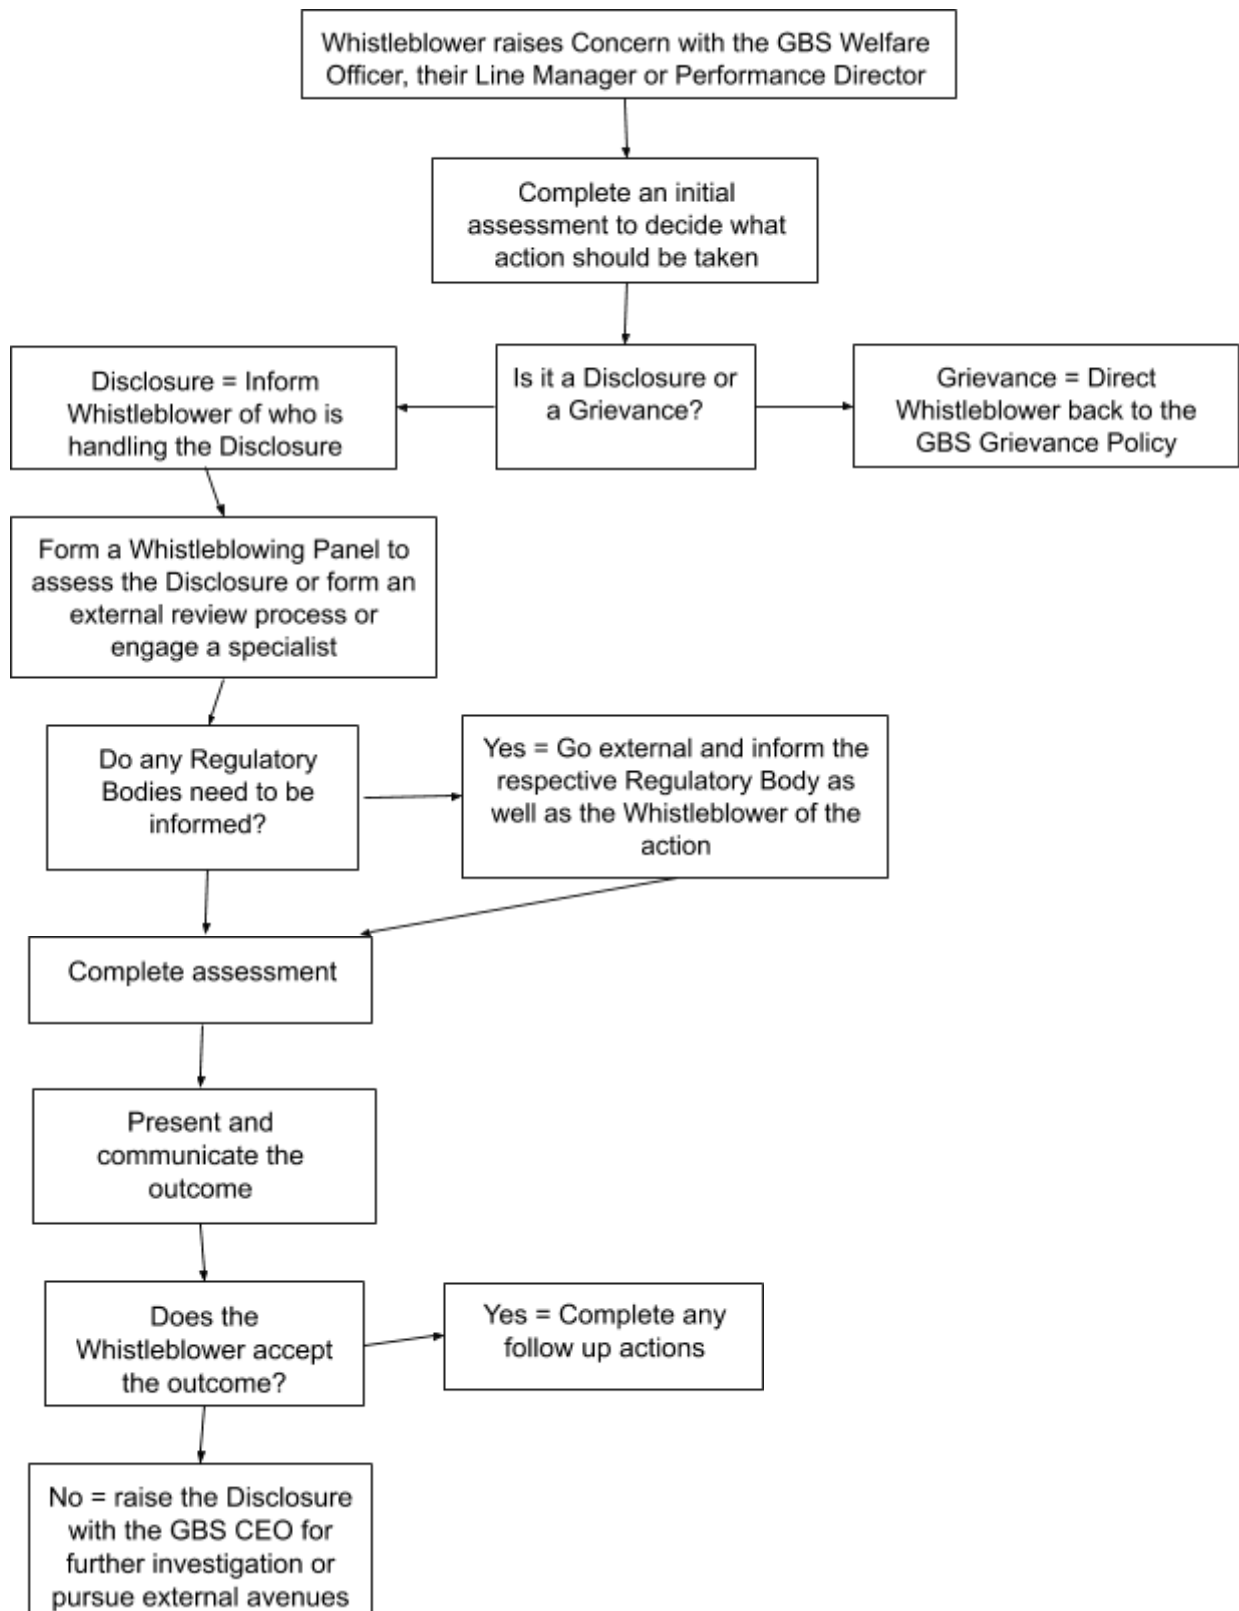 Whistleblower raises Concern with the GBS Welfare
Officer, their Line Manager or Performance Director
Complete an initial
assessment to decide what
action should be taken
Disclosure = Inform
Whistleblower of who is
handling the Disclosure
Is it a Disclosure or
a Grievance?
Grievance = Direct
Whistleblower back to the
GBS Grievance Policy
Form a Whistleblowing Panel to
assess the Disclosure or form an
external review process or
engage a specialist
Do any Regulatory
Bodies need to be
informed?
Yes = Go external and inform the
respective Regulatory Body as
well as the Whistleblower of the
action
Complete assessment
Present and
communicate the
outcome
Does the
Whistleblower accept
the outcome?
Yes = Complete any
follow up actions
No = raise the Disclosure
with the GBS CEO for
further investigation or
pursue external avenues